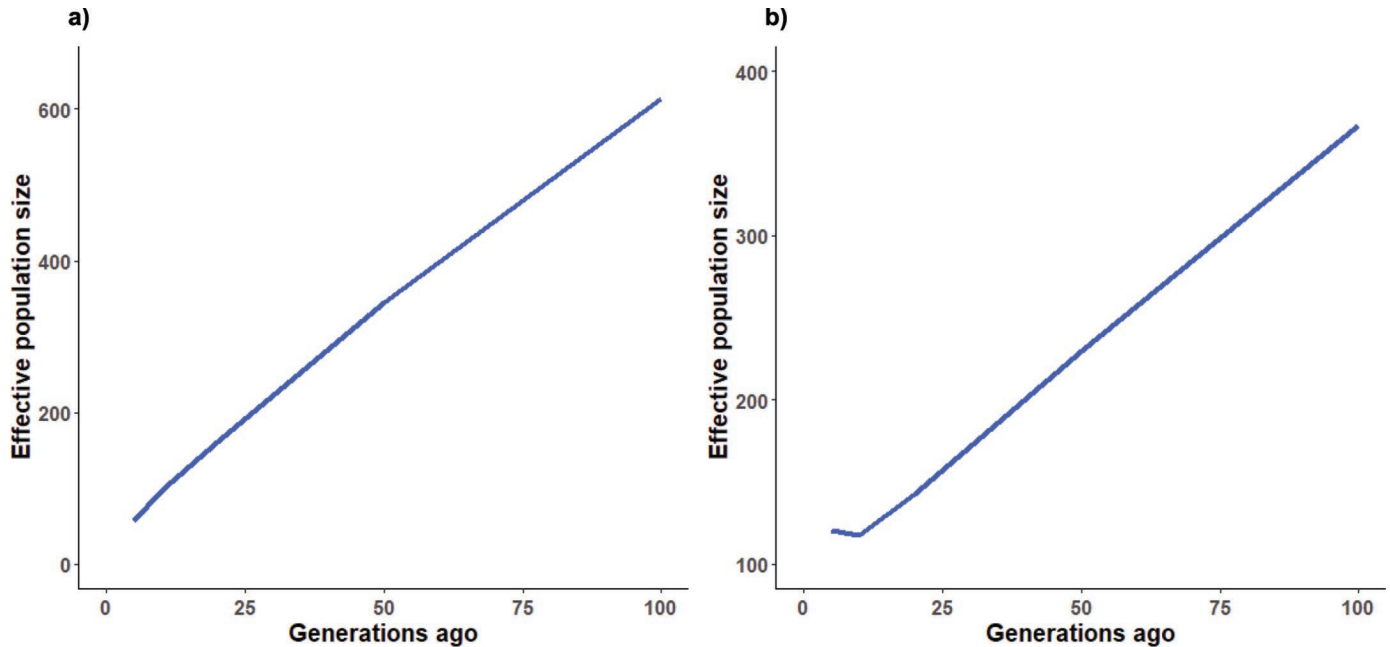 a)
Effective population size
600
400
200
0
0 25 50 75 100
Generations ago
b)
Effective population size
400
300
200
100
0 25 50 75 100
Generations ago